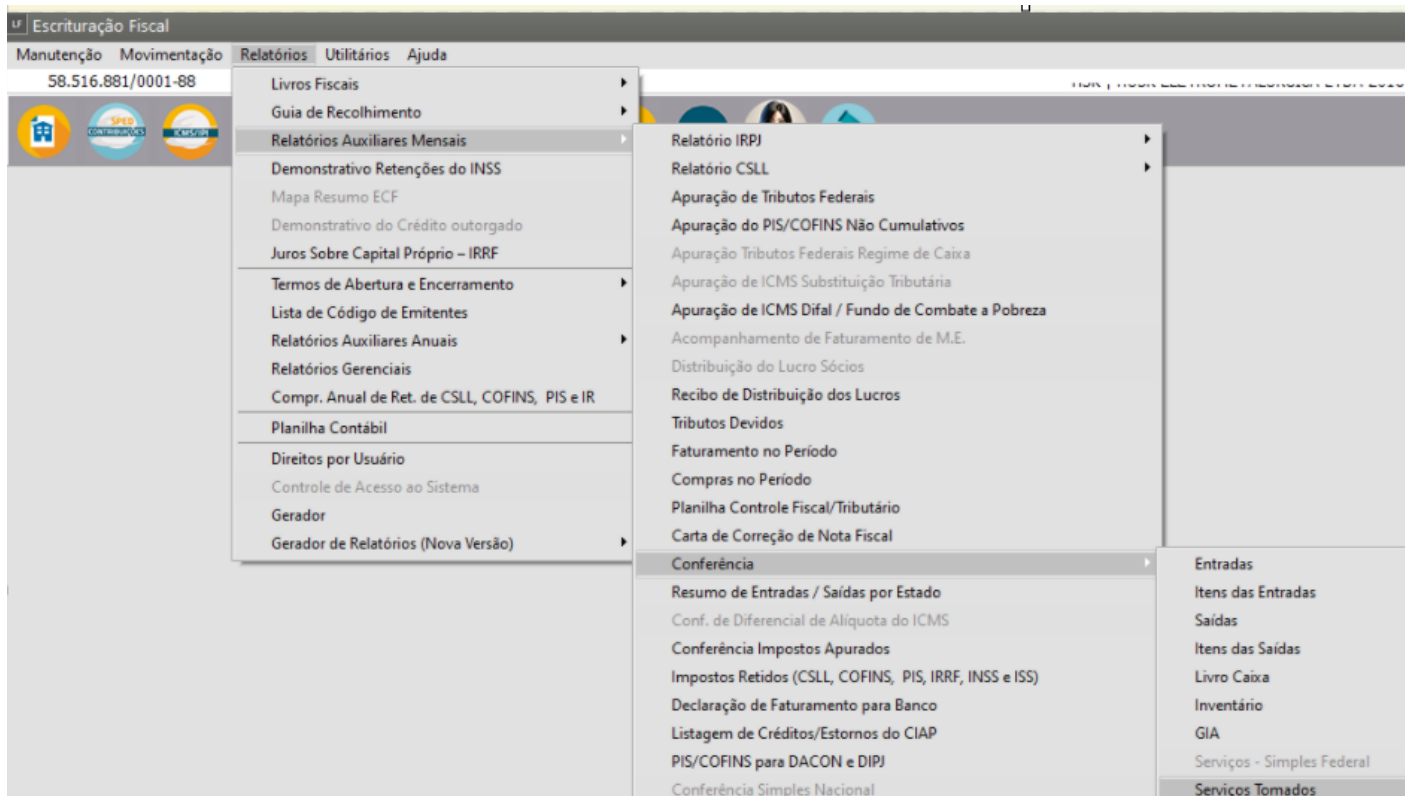 LF Escrituração Fiscal
Manutenção Movimentação Relatórios Utilitários Ajuda
58.516.881/0001-88
SPED
CONTRIBUIÇÕES
ICMS/IPI
Livros Fiscais
Guia de Recolhimento
Relatórios Auxiliares Mensais
Demonstrativo Retenções do INSS
Mapa Resumo ECF
Demonstrativo do Crédito outorgado
Juros Sobre Capital Próprio – IRRF
Termos de Abertura e Encerramento
Lista de Código de Emitentes
Relatórios Auxiliares Anuais
Relatórios Gerenciais
Compr. Anual de Ret. de CSLL, COFINS, PIS e IR
Planilha Contábil
Direitos por Usuário
Controle de Acesso ao Sistema
Gerador
Gerador de Relatórios (Nova Versão)
Relatório IRPJ
Relatório CSLL
Apuração de Tributos Federais
Apuração do PIS/COFINS Não Cumulativos
Apuração Tributos Federais Regime de Caixa
Apuração de ICMS Substituição Tributária
Apuração de ICMS Difal / Fundo de Combate a Pobreza
Acompanhamento de Faturamento de M.E.
Distribuição do Lucro Sócios
Recibo de Distribuição dos Lucros
Tributos Devidos
Faturamento no Período
Compras no Período
Planilha Controle Fiscal/Tributário
Carta de Correção de Nota Fiscal
Conferência
Resumo de Entradas / Saídas por Estado
Conf. de Diferencial de Alíquota do ICMS
Conferência Impostos Apurados
Impostos Retidos (CSLL, COFINS, PIS, IRRF, INSS e ISS)
Declaração de Faturamento para Banco
Listagem de Créditos/Estornos do CIAP
PIS/COFINS para DACON e DIPJ
Conferência Simples Nacional
Entradas
Itens das Entradas
Saídas
Itens das Saídas
Livro Caixa
Inventário
GIA
Serviços - Simples Federal
Serviços Tomados